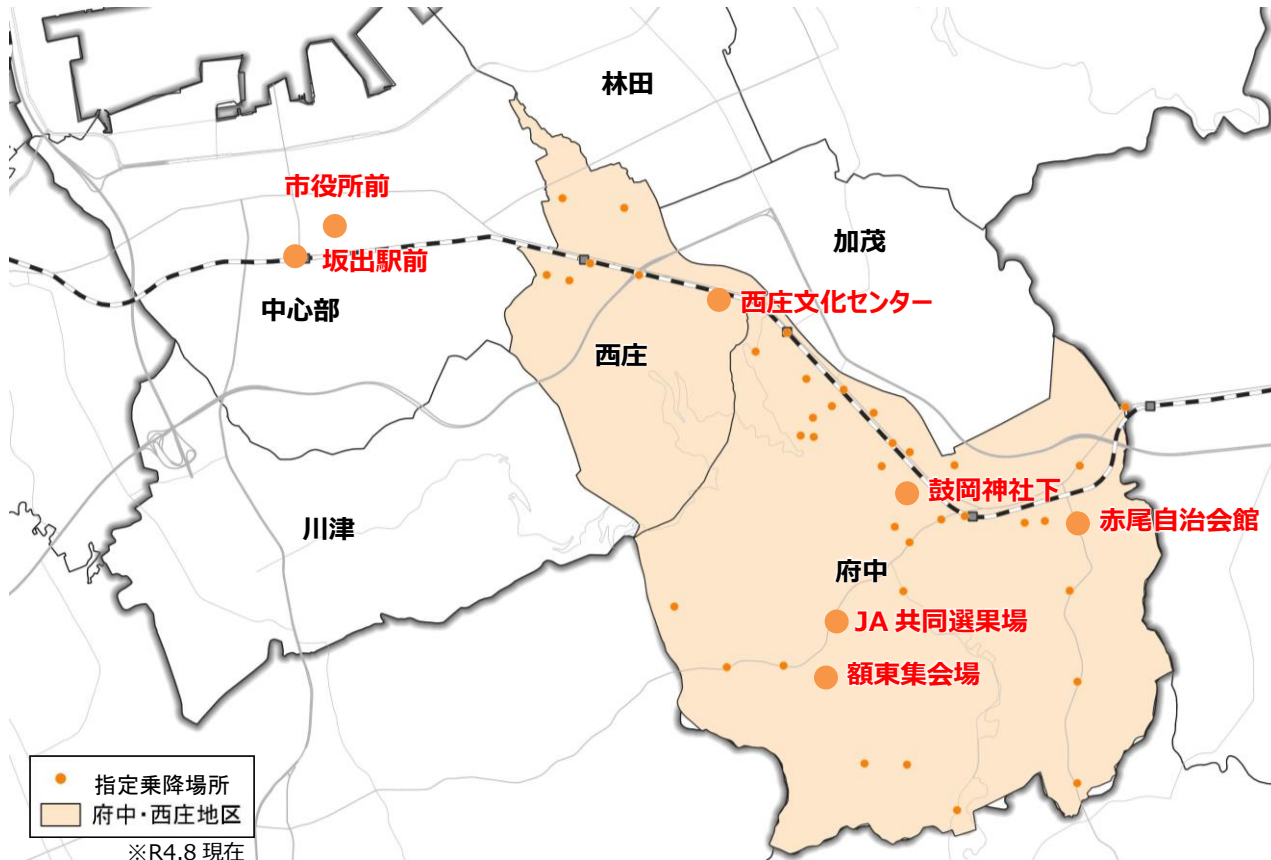 林田
市役所前
加茂
坂出駅前
西庄文化センター
中心部
西庄
鼓岡神社下
赤尾自治会館
川津
府中
JA 共同選果場
額東集会場
指定乗降場所
府中・西庄地区
※R4.8 現在